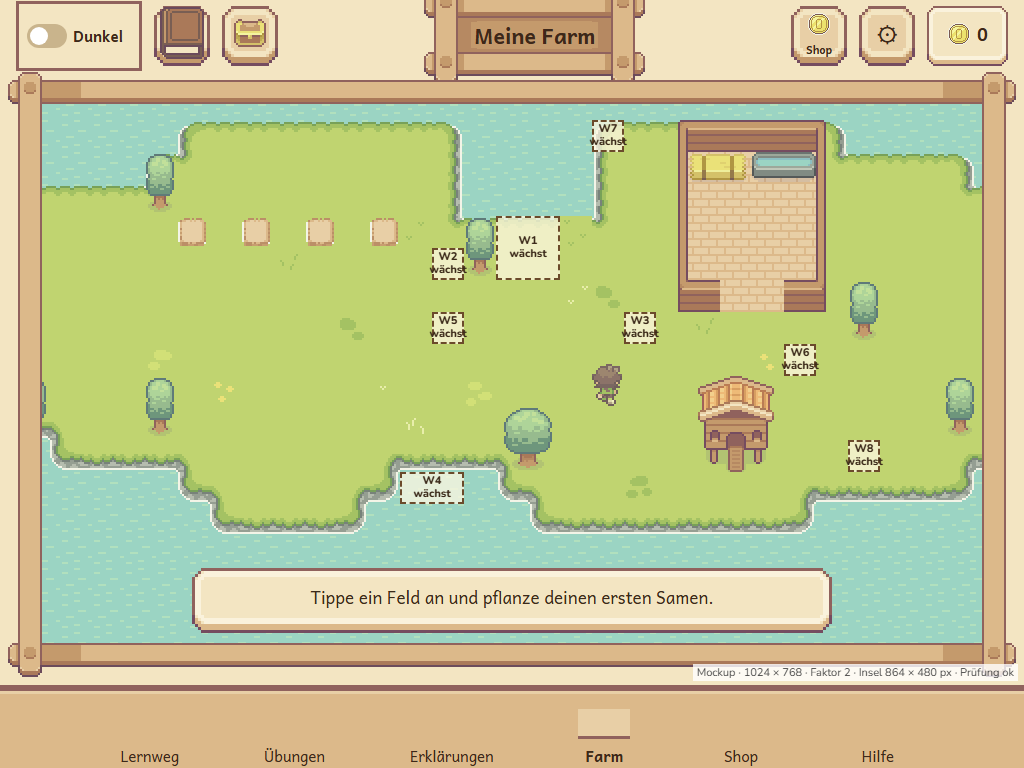 Dunkel
Meine Farm
Shop
0
W7
wächst
W1
wächst
W2
wächst
W5
wächst
W3
wächst
W6
wächst
W8
wächst
W4
wächst
Tippe ein Feld an und pflanze deinen ersten Samen.
Mockup · 1024 × 768 · Faktor 2 · Insel 864 × 480 px · Prüfung ok
Lernweg Übungen Erklärungen Farm Shop Hilfe